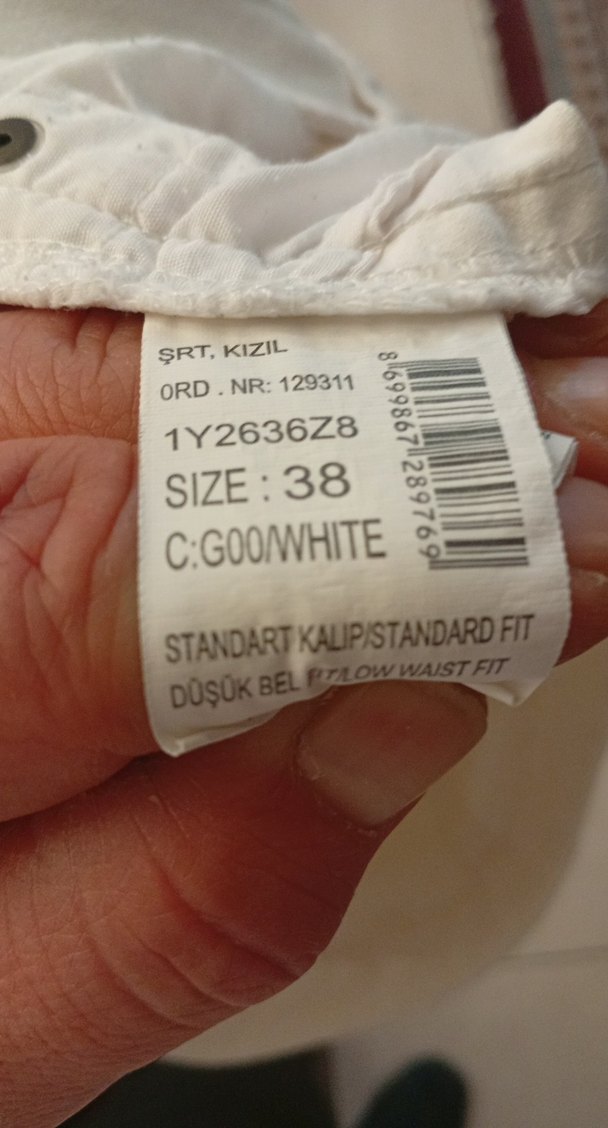 ŞRT, KIZIL
ORD . NR: 129311
1Y2636Z8
SIZE : 38
C:G00/WHITE
STANDART KALIP/STANDARD FIT
DÜŞÜK BEL FIT/LOW WAIST FIT
8699867289769